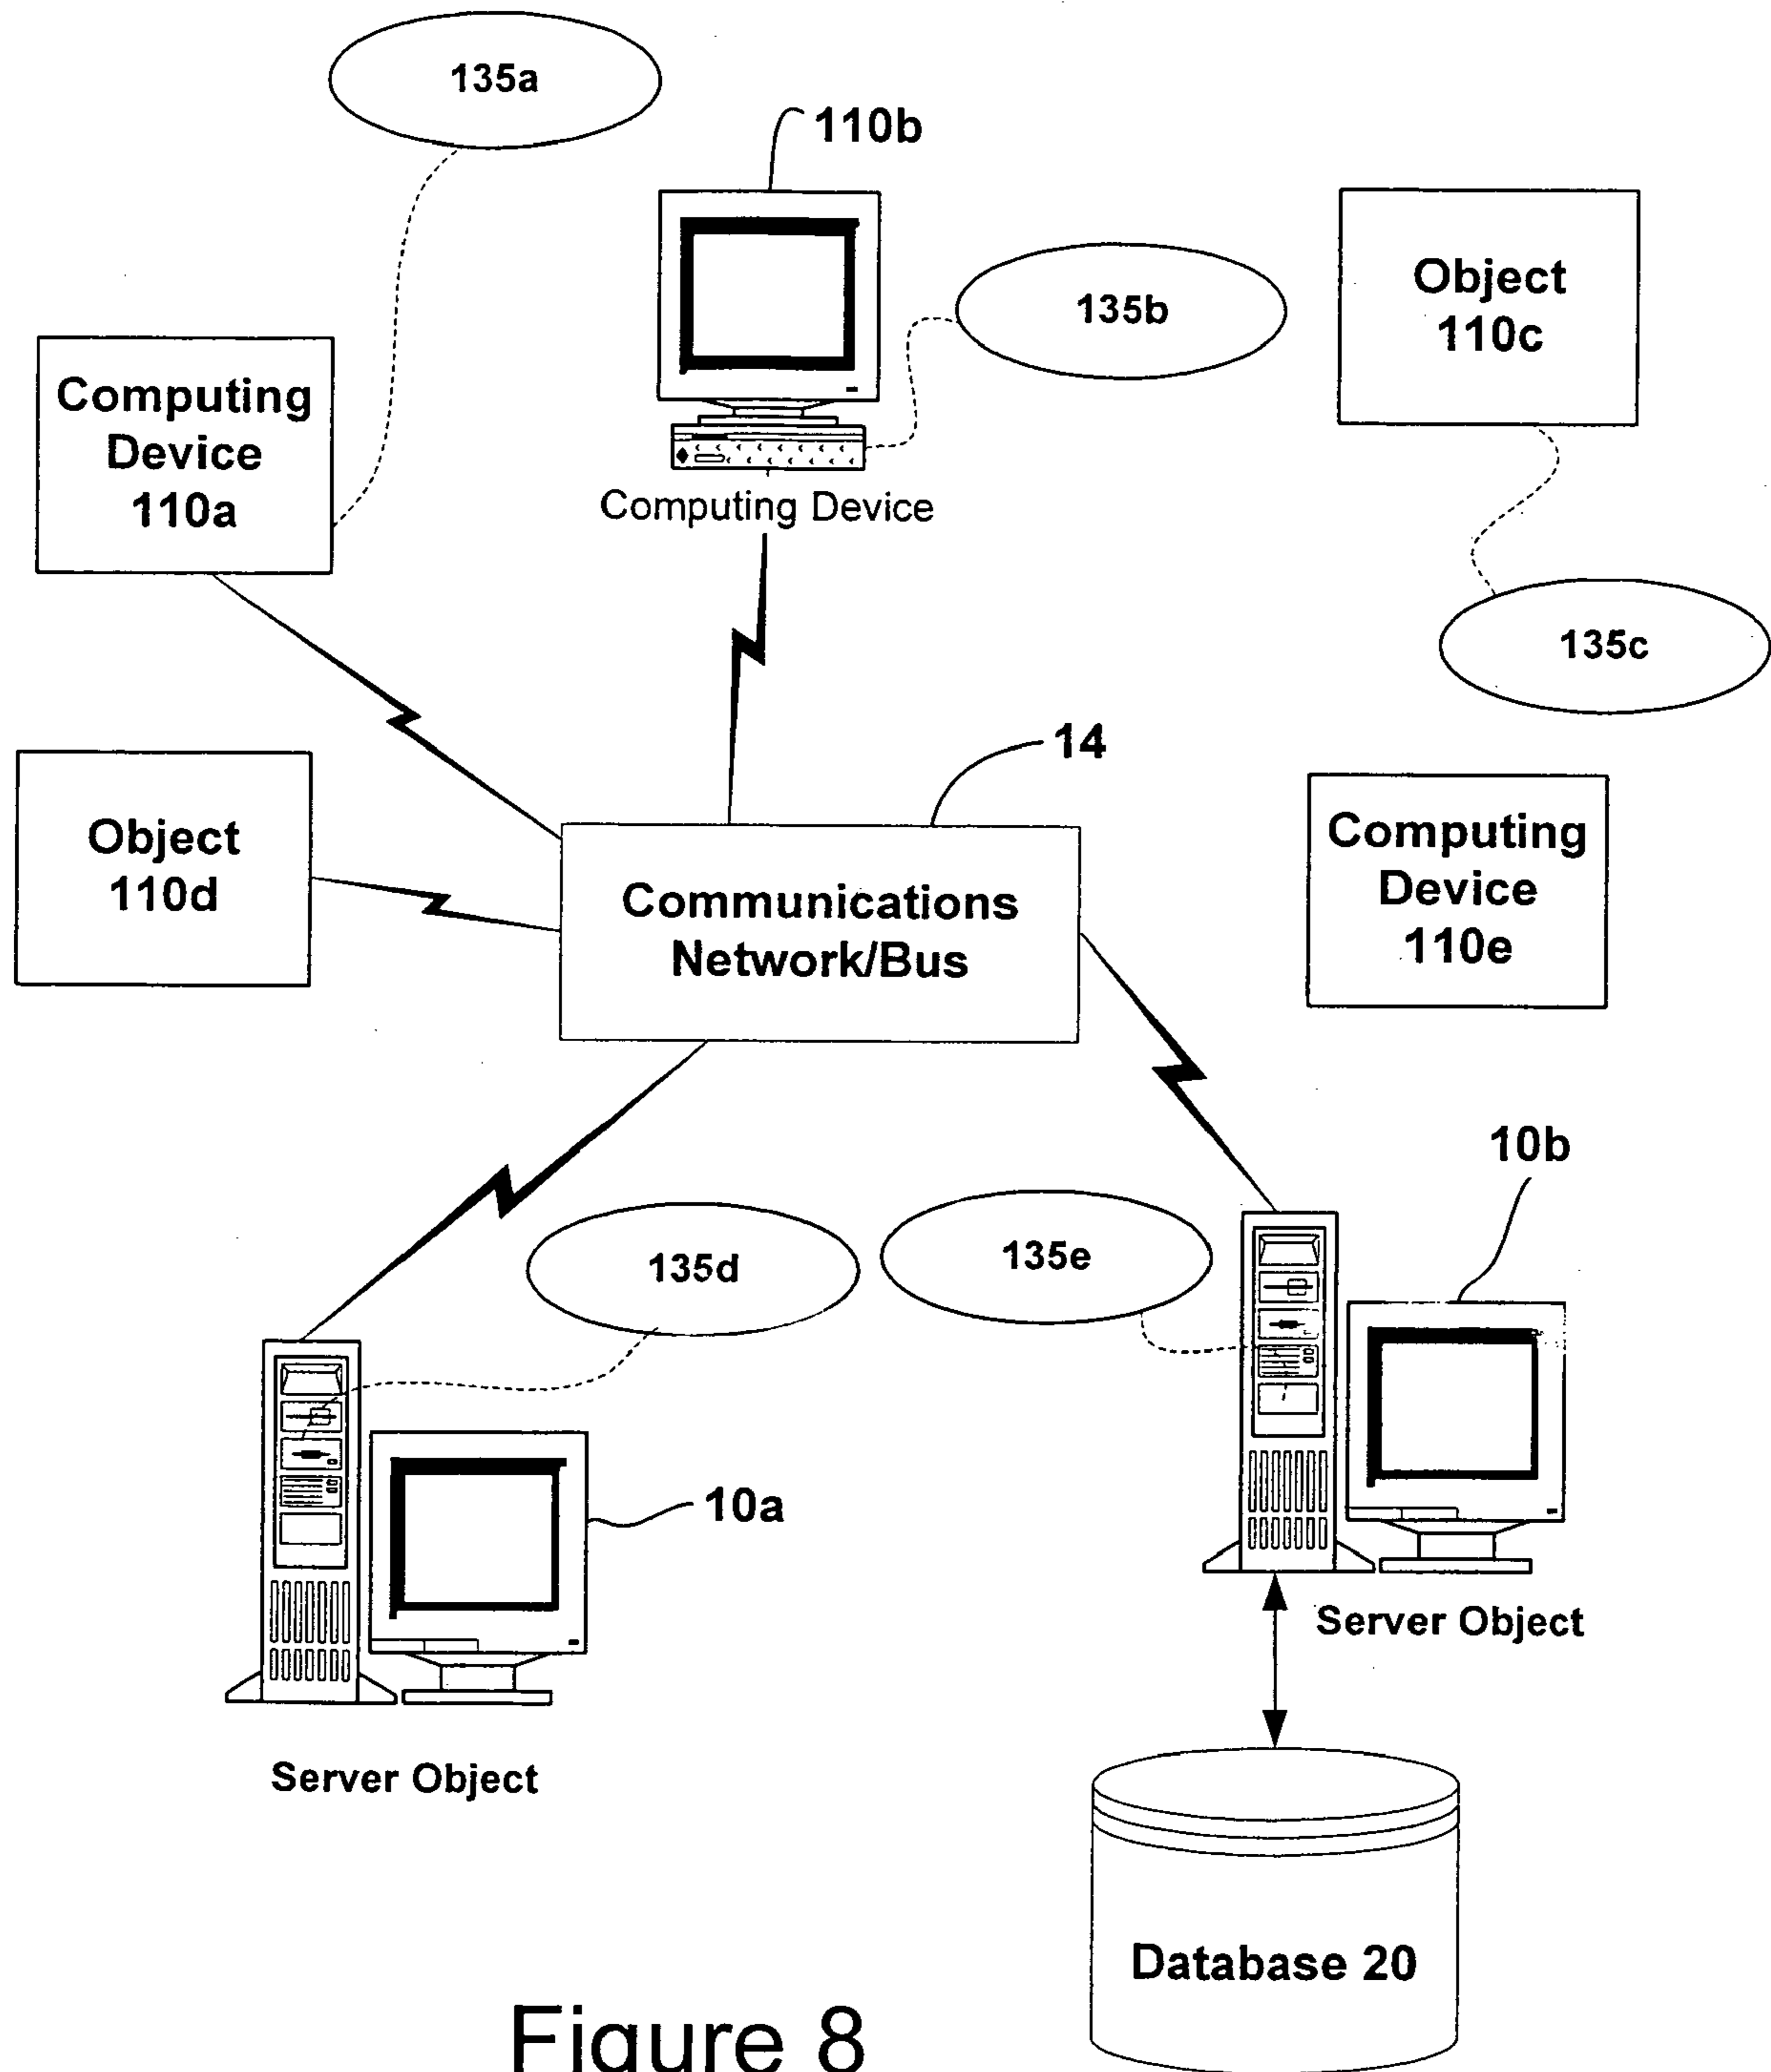 135a
110b
135b
Object
110c
Computing
Device
110a
Computing Device
135c
14
Object
110d
Communications
Network/Bus
Computing
Device
110e
10b
135d
135e
10a
Server Object
Server Object
Database 20
Figure 8